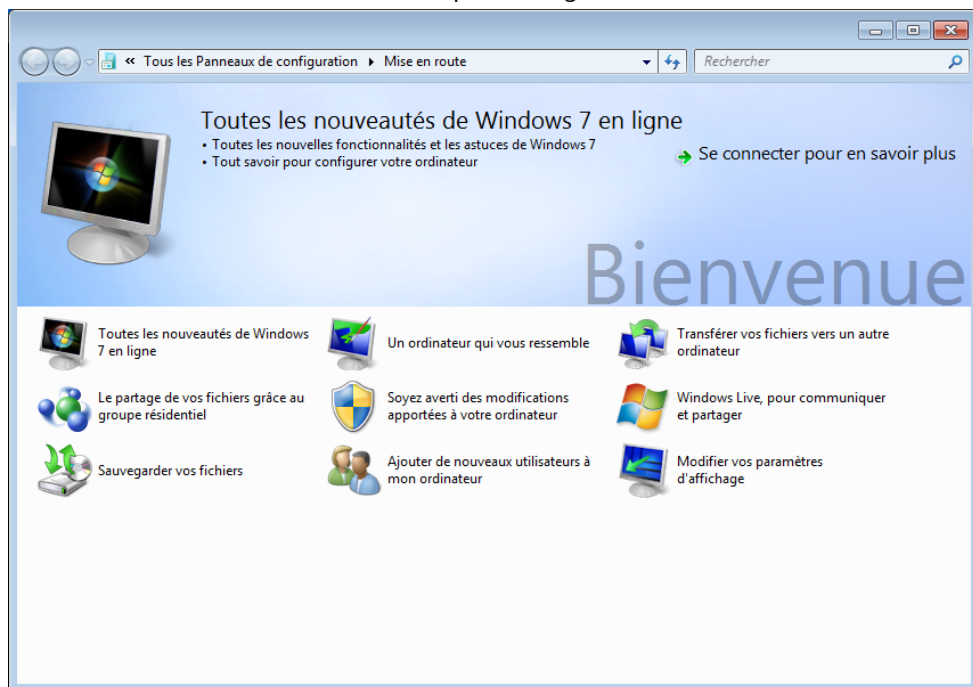 « Tous les Panneaux de configuration ▸ Mise en route
Rechercher
Toutes les nouveautés de Windows 7 en ligne
• Toutes les nouvelles fonctionnalités et les astuces de Windows 7
• Tout savoir pour configurer votre ordinateur
Se connecter pour en savoir plus
Bienvenue
Toutes les nouveautés de Windows
7 en ligne
Un ordinateur qui vous ressemble
Transférer vos fichiers vers un autre
ordinateur
Le partage de vos fichiers grâce au
groupe résidentiel
Soyez averti des modifications
apportées à votre ordinateur
Windows Live, pour communiquer
et partager
Sauvegarder vos fichiers
Ajouter de nouveaux utilisateurs à
mon ordinateur
Modifier vos paramètres
d'affichage